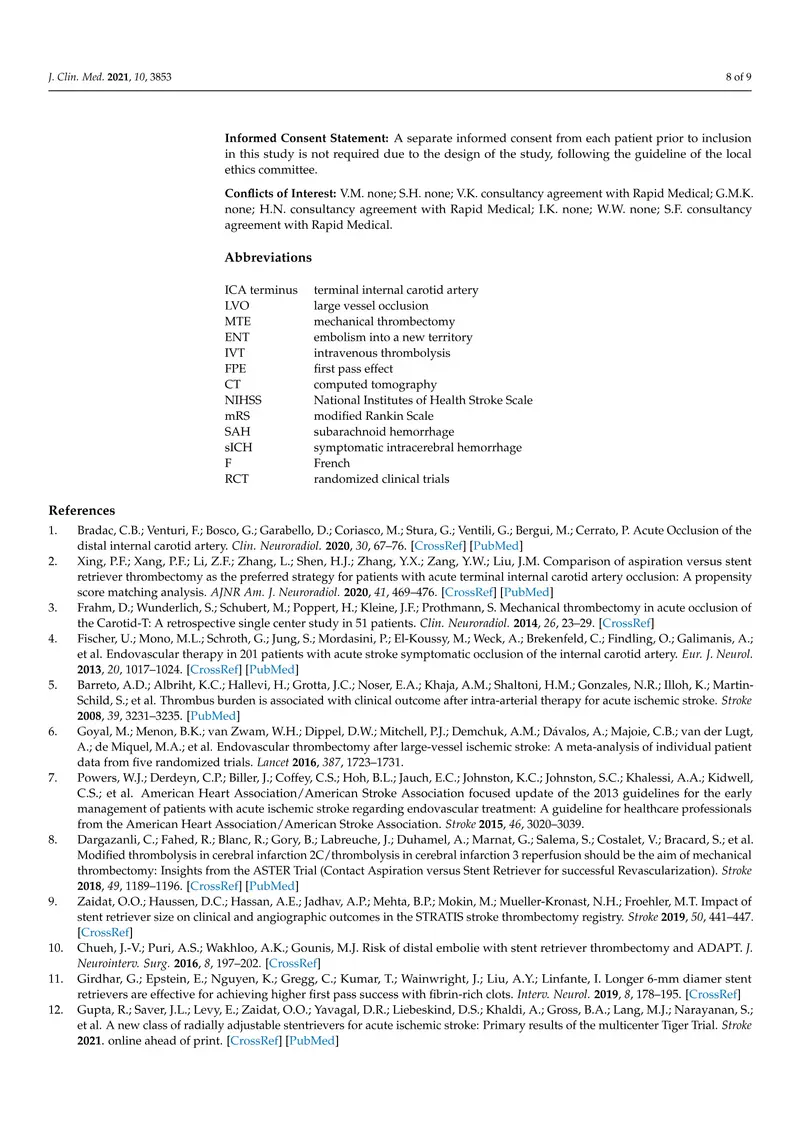 J. Clin. Med. 2021, 10, 3853
8 of 9
Informed Consent Statement: A separate informed consent from each patient prior to inclusion
in this study is not required due to the design of the study, following the guideline of the local
ethics committee.
Conflicts of Interest: V.M. none; S.H. none; V.K. consultancy agreement with Rapid Medical; G.M.K.
none; H.N. consultancy agreement with Rapid Medical; I.K. none; W.W. none; S.F. consultancy
agreement with Rapid Medical.
Abbreviations
ICA terminus terminal internal carotid artery
LVO large vessel occlusion
MTE mechanical thrombectomy
ENT embolism into a new territory
IVT intravenous thrombolysis
FPE first pass effect
CT computed tomography
NIHSS National Institutes of Health Stroke Scale
mRS modified Rankin Scale
SAH subarachnoid hemorrhage
sICH symptomatic intracerebral hemorrhage
F French
RCT randomized clinical trials
References
1. Bradac, C.B.; Venturi, F.; Bosco, G.; Garabello, D.; Coriasco, M.; Stura, G.; Ventili, G.; Bergui, M.; Cerrato, P. Acute Occlusion of the
distal internal carotid artery. Clin. Neuroradiol. 2020, 30, 67–76. [CrossRef] [PubMed]
2. Xing, P.F.; Xang, P.F.; Li, Z.F.; Zhang, L.; Shen, H.J.; Zhang, Y.X.; Zang, Y.W.; Liu, J.M. Comparison of aspiration versus stent
retriever thrombectomy as the preferred strategy for patients with acute terminal internal carotid artery occlusion: A propensity
score matching analysis. AJNR Am. J. Neuroradiol. 2020, 41, 469–476. [CrossRef] [PubMed]
3. Frahm, D.; Wunderlich, S.; Schubert, M.; Poppert, H.; Kleine, J.F.; Prothmann, S. Mechanical thrombectomy in acute occlusion of
the Carotid-T: A retrospective single center study in 51 patients. Clin. Neuroradiol. 2014, 26, 23–29. [CrossRef]
4. Fischer, U.; Mono, M.L.; Schroth, G.; Jung, S.; Mordasini, P.; El-Koussy, M.; Weck, A.; Brekenfeld, C.; Findling, O.; Galimanis, A.;
et al. Endovascular therapy in 201 patients with acute stroke symptomatic occlusion of the internal carotid artery. Eur. J. Neurol.
2013, 20, 1017–1024. [CrossRef] [PubMed]
5. Barreto, A.D.; Albriht, K.C.; Hallevi, H.; Grotta, J.C.; Noser, E.A.; Khaja, A.M.; Shaltoni, H.M.; Gonzales, N.R.; Illoh, K.; Martin-
Schild, S.; et al. Thrombus burden is associated with clinical outcome after intra-arterial therapy for acute ischemic stroke. Stroke
2008, 39, 3231–3235. [PubMed]
6. Goyal, M.; Menon, B.K.; van Zwam, W.H.; Dippel, D.W.; Mitchell, P.J.; Demchuk, A.M.; Dávalos, A.; Majoie, C.B.; van der Lugt,
A.; de Miquel, M.A.; et al. Endovascular thrombectomy after large-vessel ischemic stroke: A meta-analysis of individual patient
data from five randomized trials. Lancet 2016, 387, 1723–1731.
7. Powers, W.J.; Derdeyn, C.P.; Biller, J.; Coffey, C.S.; Hoh, B.L.; Jauch, E.C.; Johnston, K.C.; Johnston, S.C.; Khalessi, A.A.; Kidwell,
C.S.; et al. American Heart Association/American Stroke Association focused update of the 2013 guidelines for the early
management of patients with acute ischemic stroke regarding endovascular treatment: A guideline for healthcare professionals
from the American Heart Association/American Stroke Association. Stroke 2015, 46, 3020–3039.
8. Dargazanli, C.; Fahed, R.; Blanc, R.; Gory, B.; Labreuche, J.; Duhamel, A.; Marnat, G.; Salema, S.; Costalet, V.; Bracard, S.; et al.
Modified thrombolysis in cerebral infarction 2C/thrombolysis in cerebral infarction 3 reperfusion should be the aim of mechanical
thrombectomy: Insights from the ASTER Trial (Contact Aspiration versus Stent Retriever for successful Revascularization). Stroke
2018, 49, 1189–1196. [CrossRef] [PubMed]
9. Zaidat, O.O.; Haussen, D.C.; Hassan, A.E.; Jadhav, A.P.; Mehta, B.P.; Mokin, M.; Mueller-Kronast, N.H.; Froehler, M.T. Impact of
stent retriever size on clinical and angiographic outcomes in the STRATIS stroke thrombectomy registry. Stroke 2019, 50, 441–447.
[CrossRef]
10. Chueh, J.-V.; Puri, A.S.; Wakhloo, A.K.; Gounis, M.J. Risk of distal embolie with stent retriever thrombectomy and ADAPT. J.
Neurointerv. Surg. 2016, 8, 197–202. [CrossRef]
11. Girdhar, G.; Epstein, E.; Nguyen, K.; Gregg, C.; Kumar, T.; Wainwright, J.; Liu, A.Y.; Linfante, I. Longer 6-mm diamer stent
retrievers are effective for achieving higher first pass success with fibrin-rich clots. Interv. Neurol. 2019, 8, 178–195. [CrossRef]
12. Gupta, R.; Saver, J.L.; Levy, E.; Zaidat, O.O.; Yavagal, D.R.; Liebeskind, D.S.; Khaldi, A.; Gross, B.A.; Lang, M.J.; Narayanan, S.;
et al. A new class of radially adjustable stentrievers for acute ischemic stroke: Primary results of the multicenter Tiger Trial. Stroke
2021. online ahead of print. [CrossRef] [PubMed]